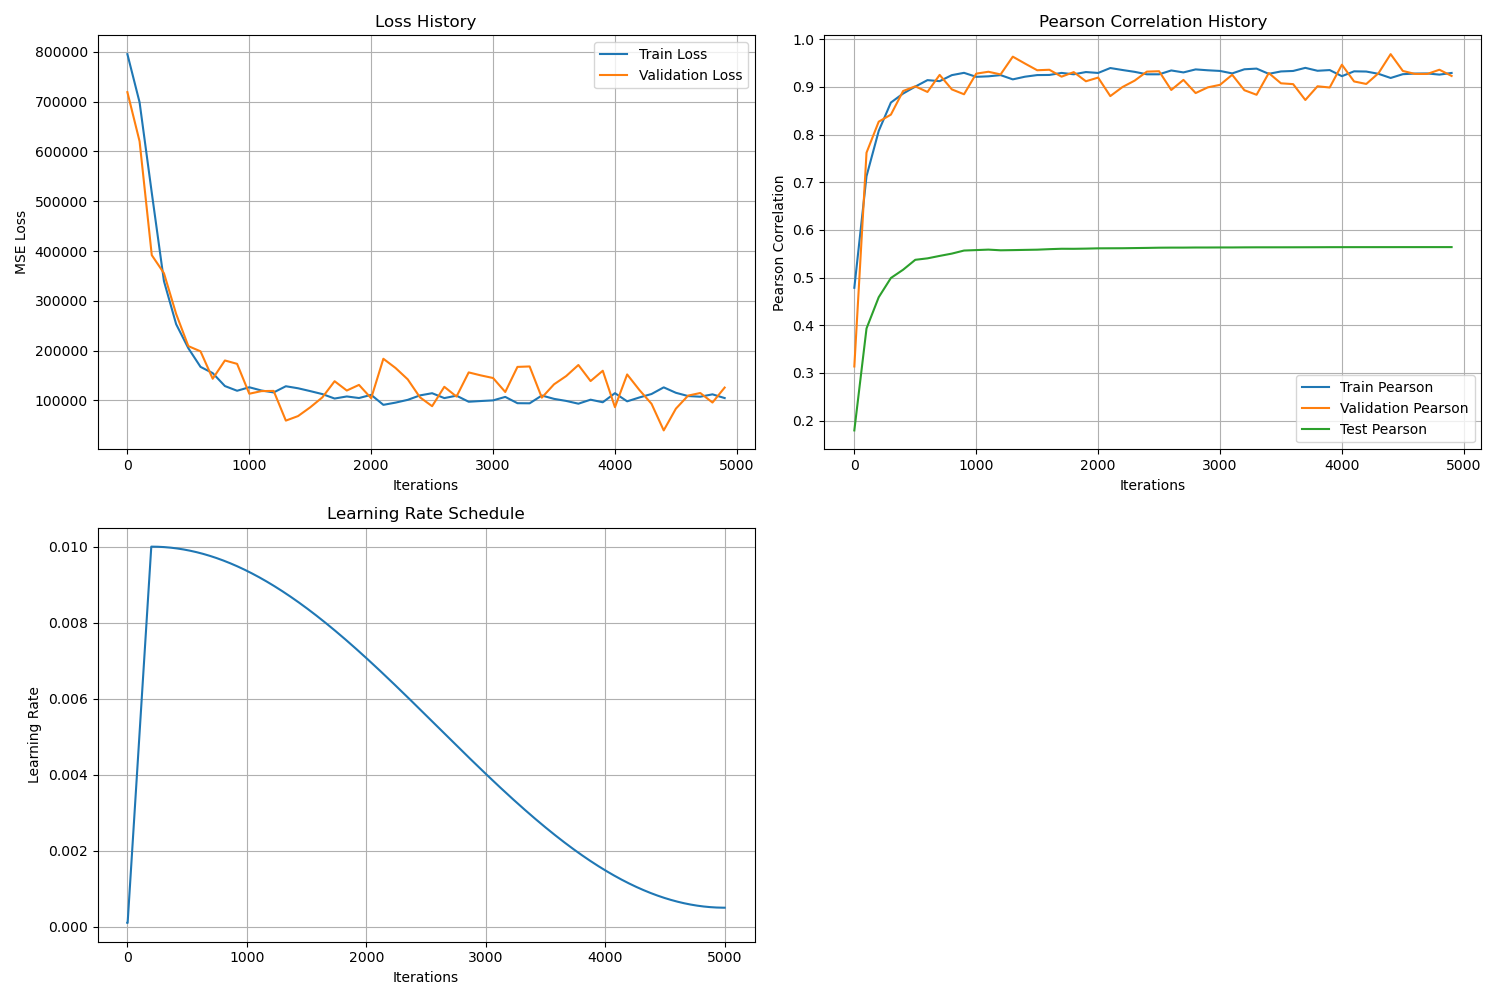 Loss History
800000
700000
600000
500000
400000
300000
200000
100000
MSE Loss
Train Loss
Validation Loss
0 1000 2000 3000 4000 5000
Iterations
Pearson Correlation History
1.0
0.9
0.8
0.7
0.6
0.5
0.4
0.3
0.2
Pearson Correlation
Train Pearson
Validation Pearson
Test Pearson
0 1000 2000 3000 4000 5000
Iterations
Learning Rate Schedule
0.010
0.008
0.006
0.004
0.002
0.000
Learning Rate
0 1000 2000 3000 4000 5000
Iterations